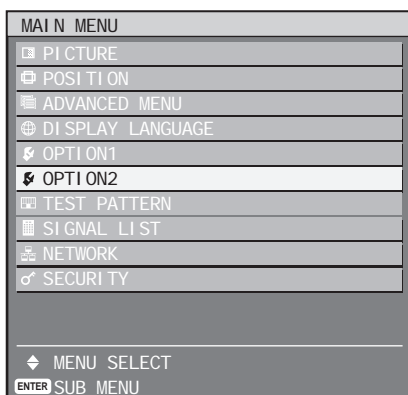 MAIN MENU
PICTURE
POSITION
ADVANCED MENU
DISPLAY LANGUAGE
OPTION1
OPTION2
TEST PATTERN
SIGNAL LIST
NETWORK
SECURITY
MENU SELECT
ENTER SUB MENU